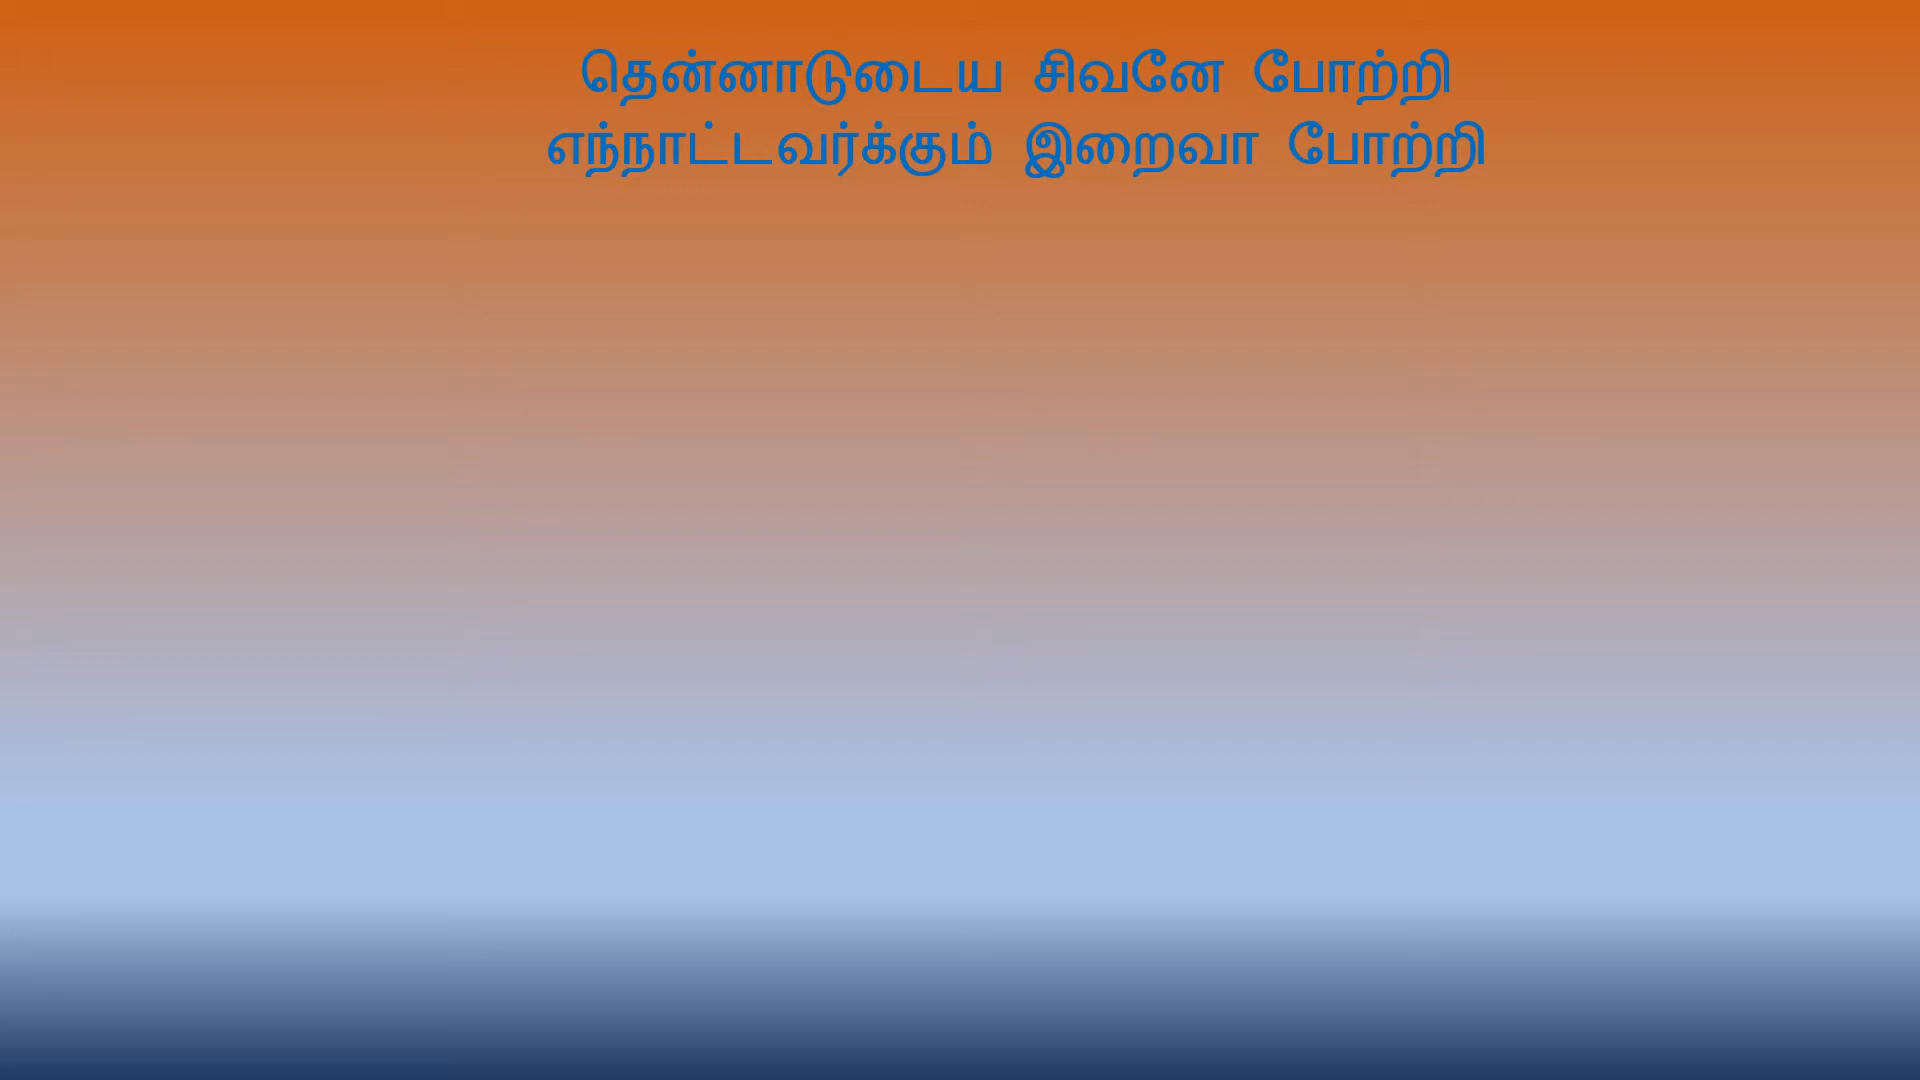 தென்னாடுடைய சிவனே போற்றி
எந்நாட்டவர்க்கும் இறைவா போற்றி